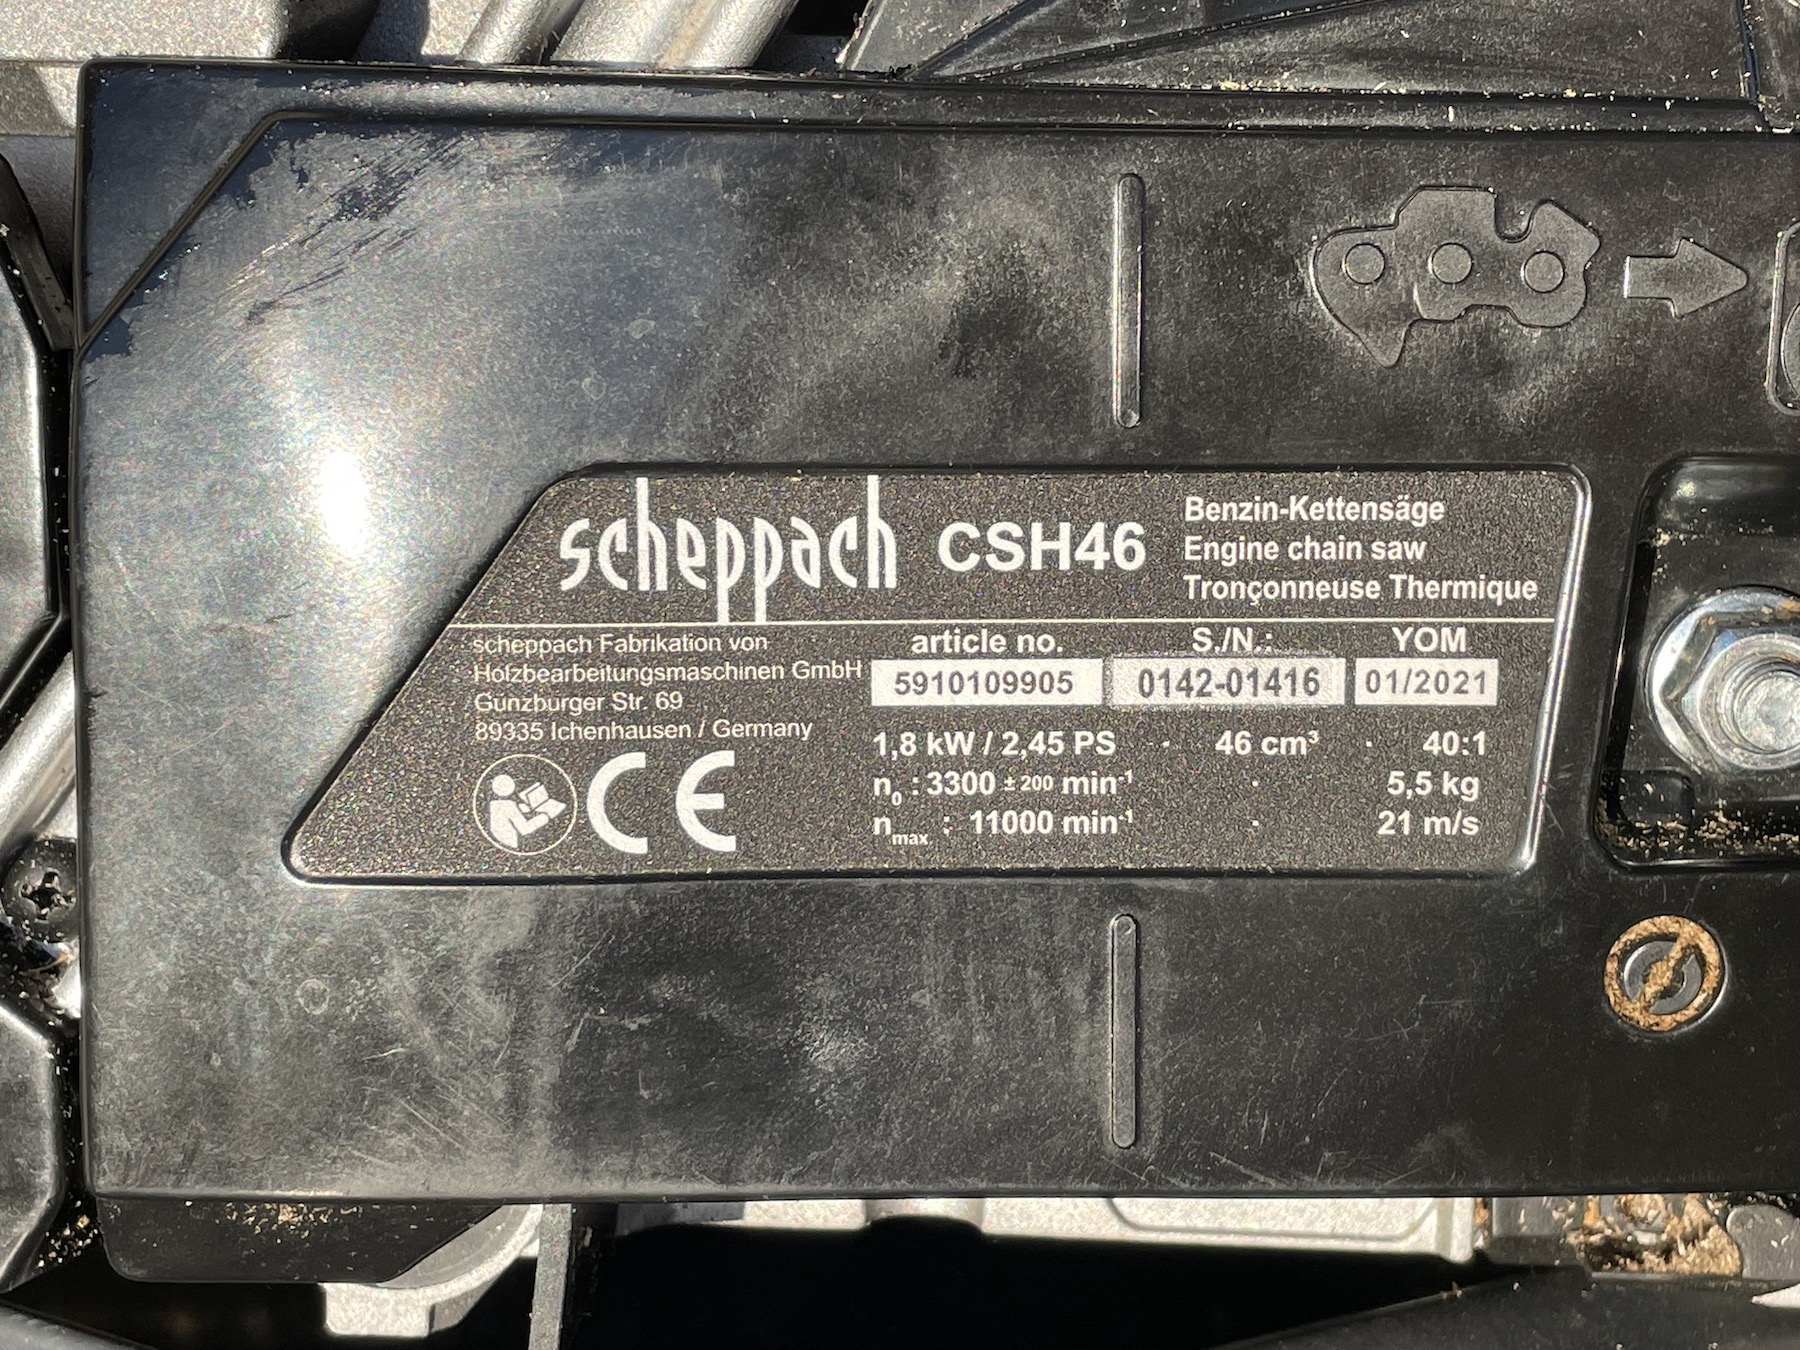 scheppach CSH46
Benzin-Kettensäge
Engine chain saw
Tronçonneuse Thermique
scheppach Fabrikation von
Holzbearbeitungsmaschinen GmbH
Günzburger Str. 69
89335 Ichenhausen / Germany
article no. S./N.: YOM
5910109905 0142-01416 01/2021
1,8 kW / 2,45 PS · 46 cm³ · 40:1
n₀ : 3300 ± 200 min⁻¹ · 5,5 kg
nmax : 11000 min⁻¹ · 21 m/s
CE